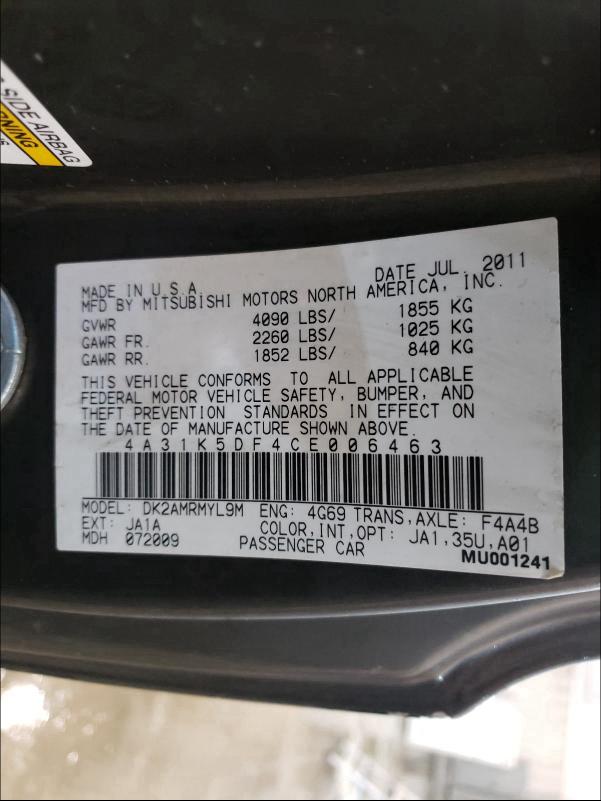 SIDE AIRBAG
DATE JUL. 2011
MADE IN U.S.A.
MFD BY MITSUBISHI MOTORS NORTH AMERICA, INC.
GVWR 4090 LBS/ 1855 KG
GAWR FR. 2260 LBS/ 1025 KG
GAWR RR. 1852 LBS/ 840 KG
THIS VEHICLE CONFORMS TO ALL APPLICABLE
FEDERAL MOTOR VEHICLE SAFETY, BUMPER, AND
THEFT PREVENTION STANDARDS IN EFFECT ON
THE DATE OF MANUFACTURE SHOWN ABOVE.
4A31K5DF4CE006463
MODEL: DK2AMRMYL9M ENG: 4G69 TRANS,AXLE: F4A4B
EXT: JA1A COLOR,INT,OPT: JA1,35U,A01
MDH 072009 PASSENGER CAR
MU001241